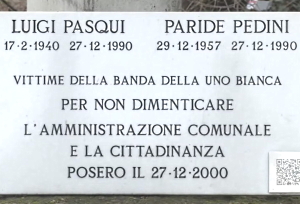 LUIGI PASQUI PARIDE PEDINI
17·2·1940 27·12·1990 29·12·1957 27·12·1990
VITTIME DELLA BANDA DELLA UNO BIANCA
PER NON DIMENTICARE
L'AMMINISTRAZIONE COMUNALE
E LA CITTADINANZA
POSERO IL 27·12·2000